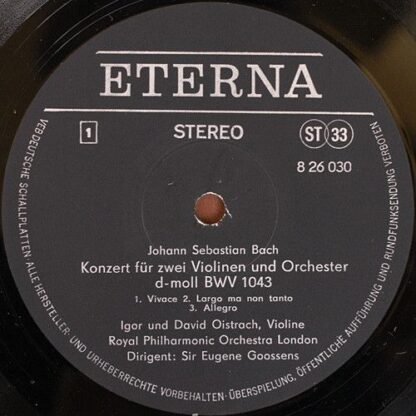 ETERNA
1
STEREO
ST 33
8 26 030
Johann Sebastian Bach
Konzert für zwei Violinen und Orchester
d-moll BWV 1043
1. Vivace 2. Largo ma non tanto
3. Allegro
Igor und David Oistrach, Violine
Royal Philharmonic Orchestra London
Dirigent: Sir Eugene Goossens
VEB DEUTSCHE SCHALLPLATTEN · ALLE HERSTELLER- UND URHEBERRECHTE VORBEHALTEN · ÜBERSPIELUNG, ÖFFENTLICHE AUFFÜHRUNG UND RUNDFUNKSENDUNG VERBOTEN